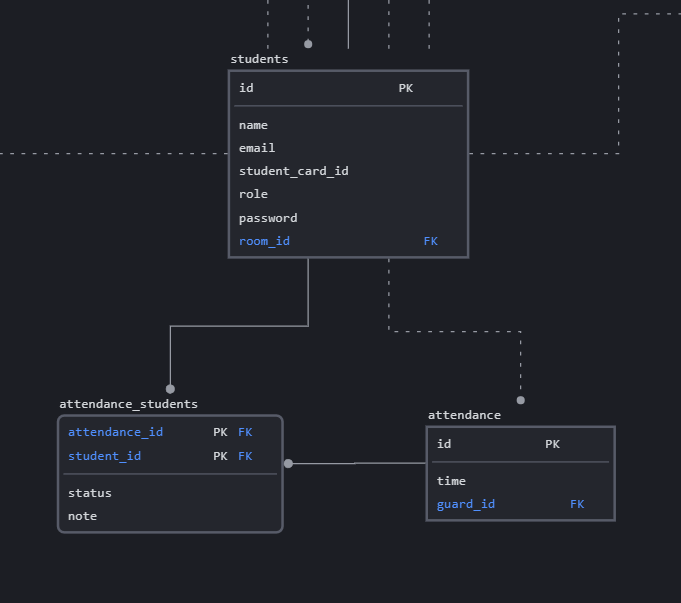 students
id PK
name
email
student_card_id
role
password
room_id FK
attendance_students
attendance_id PK FK
student_id PK FK
status
note
attendance
id PK
time
guard_id FK